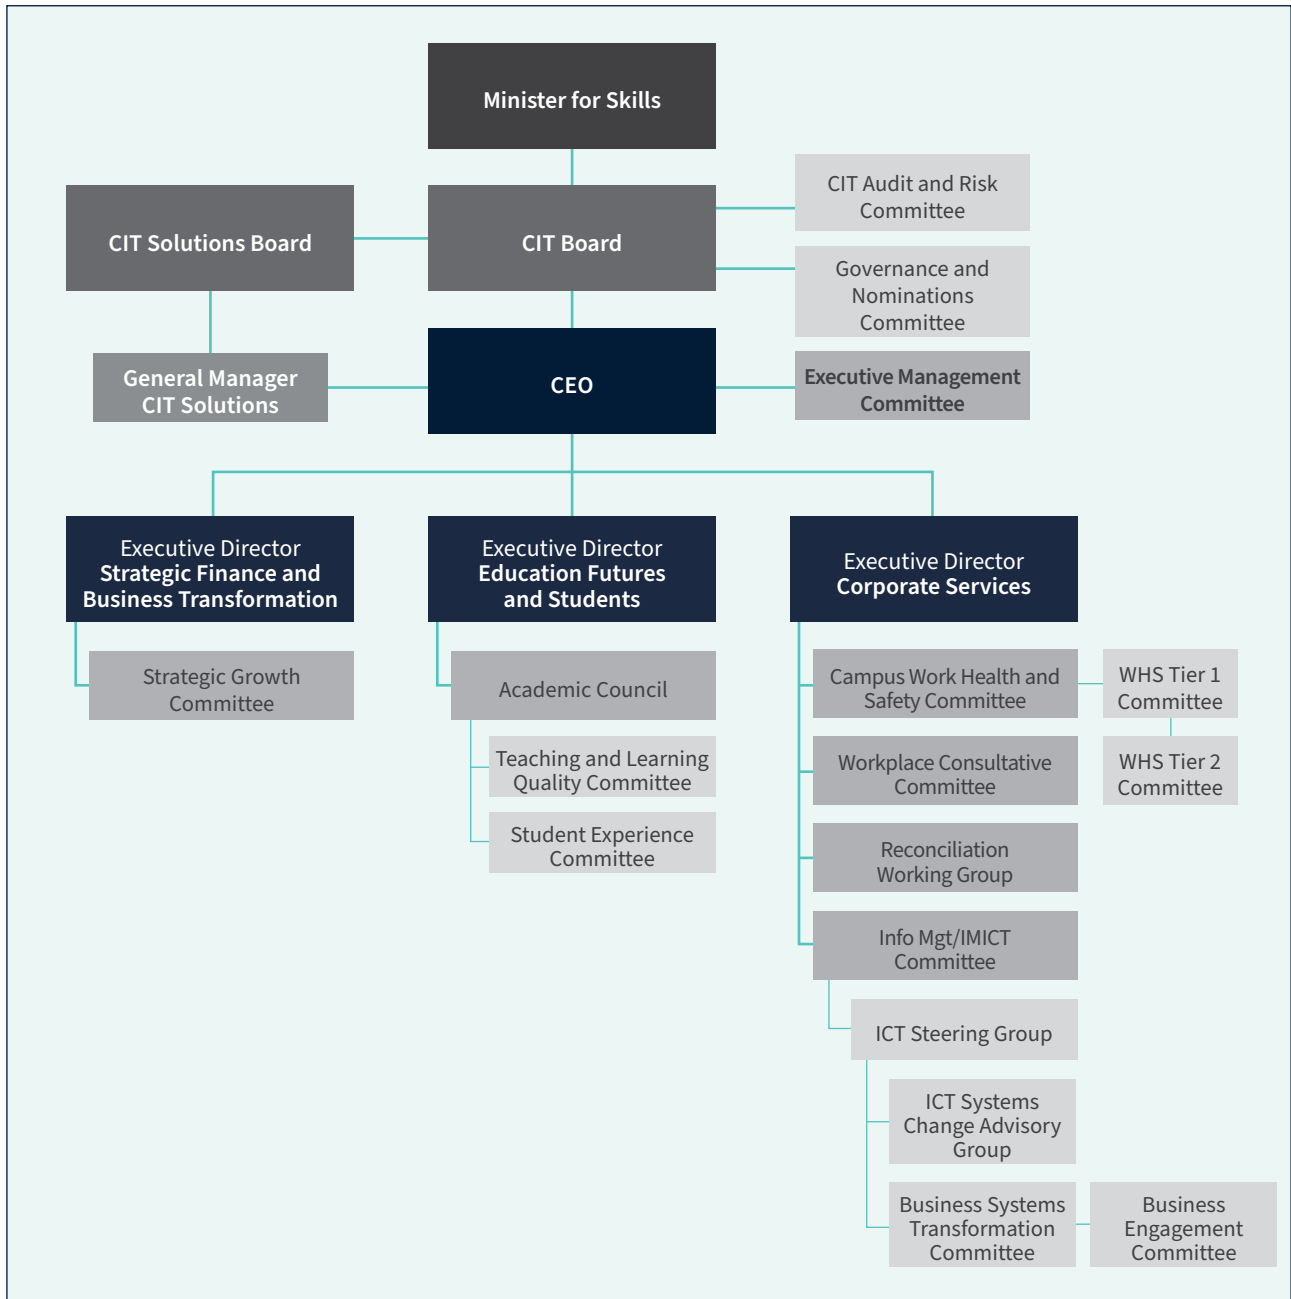 Minister for Skills
CIT Audit and Risk
Committee
CIT Solutions Board
CIT Board
Governance and
Nominations
Committee
General Manager
CIT Solutions
CEO
Executive Management
Committee
Executive Director
Strategic Finance and
Business Transformation
Executive Director
Education Futures
and Students
Executive Director
Corporate Services
Strategic Growth
Committee
Academic Council
Teaching and Learning
Quality Committee
Student Experience
Committee
Campus Work Health and
Safety Committee
WHS Tier 1
Committee
WHS Tier 2
Committee
Workplace Consultative
Committee
Reconciliation
Working Group
Info Mgt/IMICT
Committee
ICT Steering Group
ICT Systems
Change Advisory
Group
Business Systems
Transformation
Committee
Business
Engagement
Committee